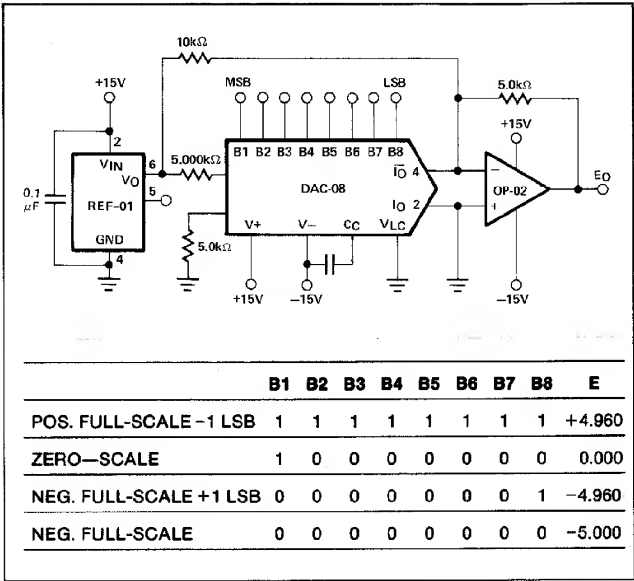 10kΩ
+15V
MSB
LSB
5.0kΩ
+15V
2
VIN
VO
6
5.000kΩ
B1 B2 B3 B4 B5 B6 B7 B8
IO 4
−
OP-02
EO
0.1 μF
REF-01
5
DAC-08
IO 2
+
GND
4
5.0kΩ
V+
V−
CC
VLC
+15V
−15V
−15V
B1 B2 B3 B4 B5 B6 B7 B8 E
POS. FULL-SCALE −1 LSB 1 1 1 1 1 1 1 1 +4.960
ZERO—SCALE 1 0 0 0 0 0 0 0 0.000
NEG. FULL-SCALE +1 LSB 0 0 0 0 0 0 0 1 −4.960
NEG. FULL-SCALE 0 0 0 0 0 0 0 0 −5.000